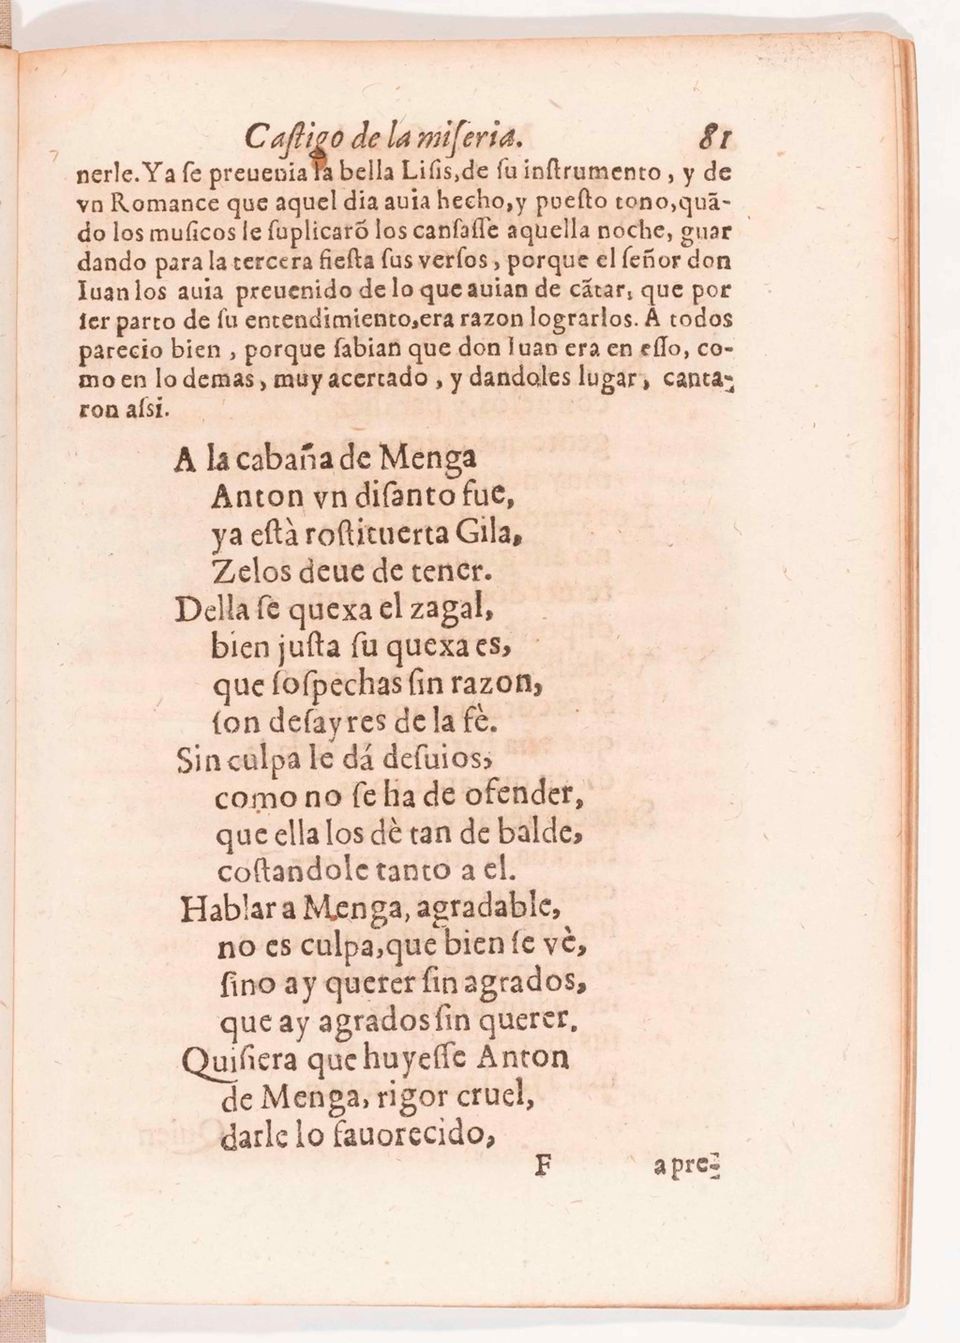 Caſtigo de la miſeria. 81
nerle. Ya ſe preuenia la bella Liſis, de ſu inſtrumento, y de
vn Romance que aquel dia auia hecho, y pueſto tono, quã-
do los muſicos le ſuplicarõ los canſaſſe aquella noche, guar
dando para la tercera fieſta ſus verſos, porque el ſeñor don
Iuan los auia preuenido de lo que auian de cãtar, que por
ſer parto de ſu entendimiento, era razon lograrlos. A todos
parecio bien, porque ſabian que don Iuan era en eſſo, co-
mo en lo demas, muy acertado, y dandoles lugar, canta-
ron aſsi.
A la cabaña de Menga
Anton vn diſanto fue,
ya eſtà roſtituerta Gila,
Zelos deue de tener.
Della ſe quexa el zagal,
bien juſta ſu quexa es,
que ſoſpechas ſin razon,
ſon deſayres de la fè.
Sin culpa le dá deſuios,
como no ſe ha de ofender,
que ella los dè tan de balde,
coſtandole tanto a el.
Hablar a Menga, agradable,
no es culpa, que bien ſe vè,
ſino ay querer ſin agrados,
que ay agrados ſin querer.
Quiſiera que huyeſſe Anton
de Menga, rigor cruel,
darle lo fauorecido,
F apre-